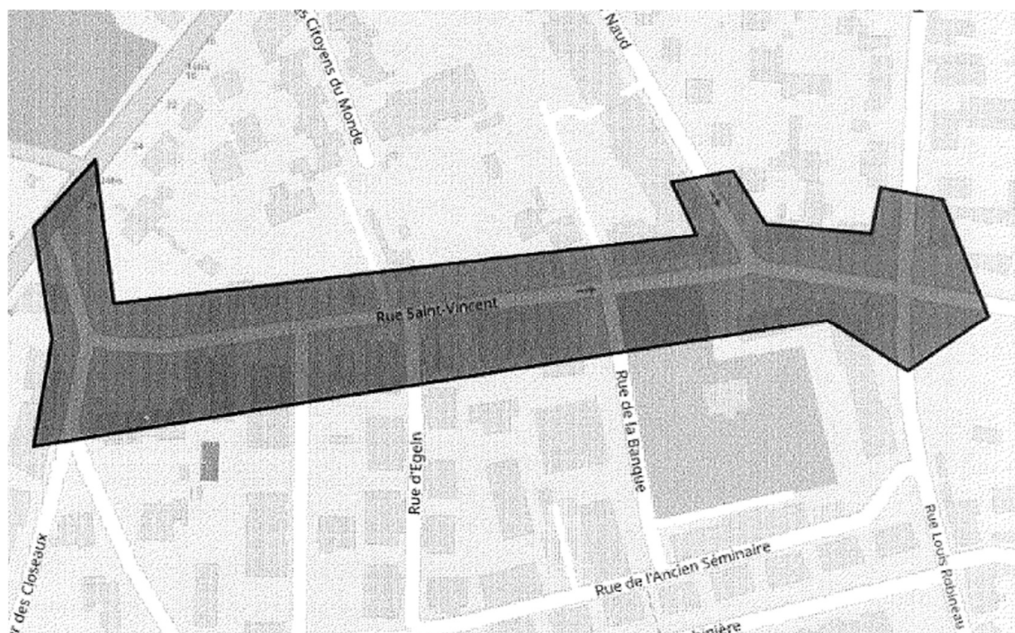 s Citoyens du Monde
Naud
Rue Saint-Vincent
Rue d'Egeln
Rue de la Banque
Rue de l'Ancien Séminaire
Rue Louis Robineau
r des Closeaux
binière